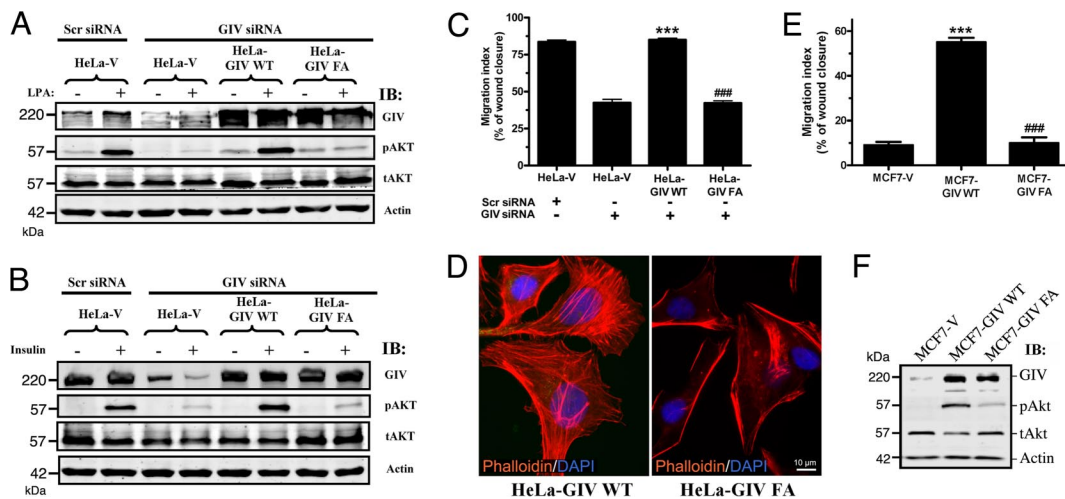 A
Scr siRNA GIV siRNA
HeLa-V HeLa-V HeLa-GIV WT HeLa-GIV FA
LPA: - + - + - + - + IB:
220 GIV
57 pAKT
57 tAKT
42 Actin
kDa
B
Scr siRNA GIV siRNA
HeLa-V HeLa-V HeLa-GIV WT HeLa-GIV FA
Insulin - + - + - + - + IB:
220 GIV
57 pAKT
57 tAKT
42 Actin
kDa
C
Migration index
(% of wound closure)
100
75
50
25
0
*** ###
HeLa-V HeLa-V HeLa-GIV WT HeLa-GIV FA
Scr siRNA + - - -
GIV siRNA - + + +
D
Phalloidin/DAPI Phalloidin/DAPI 10 μm
HeLa-GIV WT HeLa-GIV FA
E
Migration index
(% of wound closure)
60
40
20
0
*** ###
MCF7-V MCF7-GIV WT MCF7-GIV FA
F
MCF7-V MCF7-GIV WT MCF7-GIV FA
kDa IB:
220 GIV
57 pAkt
57 tAkt
42 Actin